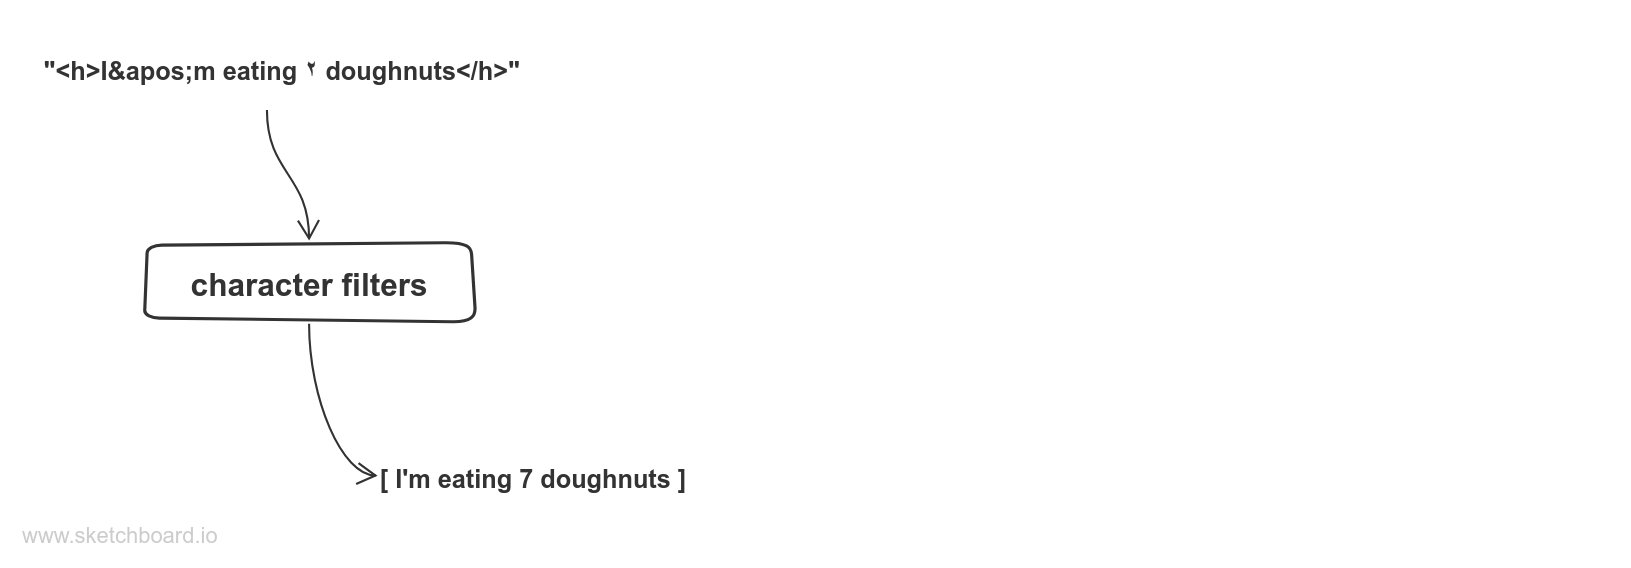 "<h>I&apos;m eating ٢ doughnuts</h>"
character filters
[ I'm eating 7 doughnuts ]
www.sketchboard.io